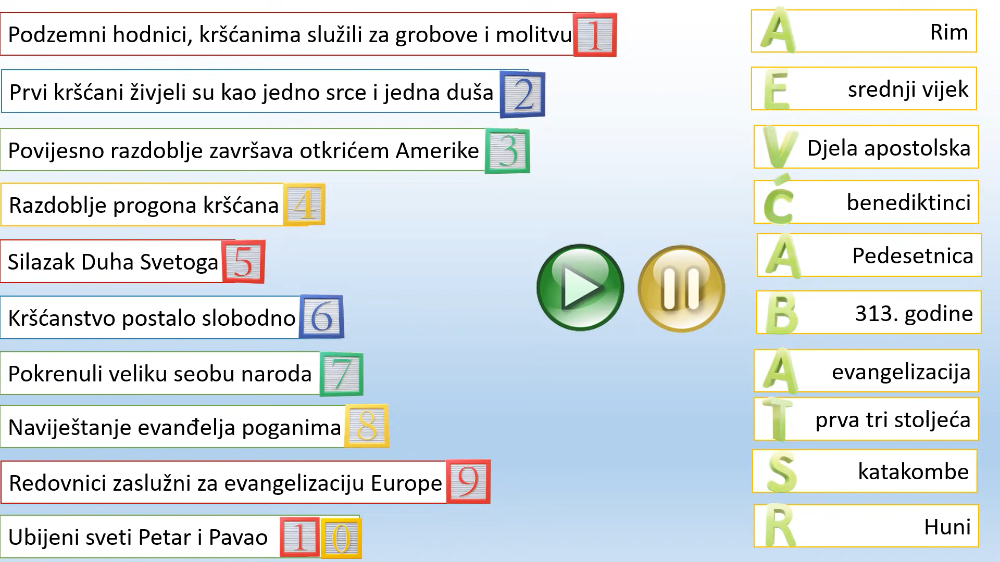 Podzemni hodnici, kršćanima služili za grobove i molitvu 1
Prvi kršćani živjeli su kao jedno srce i jedna duša 2
Povijesno razdoblje završava otkrićem Amerike 3
Razdoblje progona kršćana 4
Silazak Duha Svetoga 5
Kršćanstvo postalo slobodno 6
Pokrenuli veliku seobu naroda 7
Naviještanje evanđelja poganima 8
Redovnici zaslužni za evangelizaciju Europe 9
Ubijeni sveti Petar i Pavao 10
A Rim
E srednji vijek
V Djela apostolska
Ć benediktinci
A Pedesetnica
B 313. godine
A evangelizacija
T prva tri stoljeća
S katakombe
R Huni